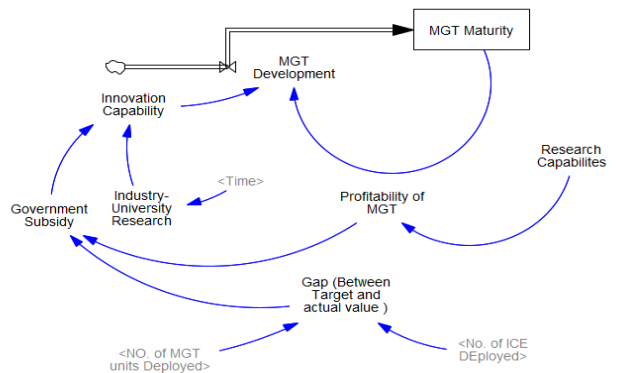 MGT Maturity
MGT
Development
Innovation
Capability
Research
Capabilites
<Time>
Industry-
University
Research
Profitability of
MGT
Government
Subsidy
Gap (Between
Target and
actual value )
<NO. of MGT
units Deployed>
<No. of ICE
DEployed>